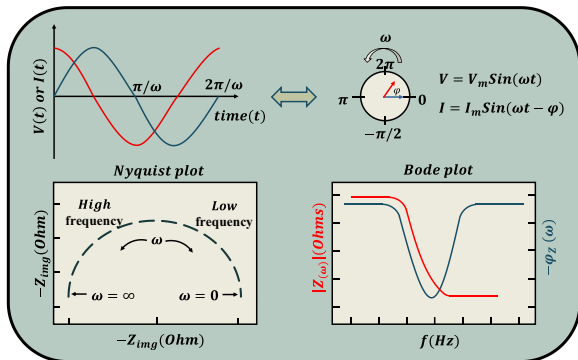 V(t) or I(t)
π/ω
2π/ω
time(t)
ω
2π
φ
π
0
−π/2
V = V_m Sin(ωt)
I = I_m Sin(ωt − φ)
Nyquist plot
−Z_img(Ohm)
High
frequency
Low
frequency
ω
ω = ∞
ω = 0
−Z_img(Ohm)
Bode plot
|Z_(ω)|(Ohms)
−φ_Z (ω)
f(Hz)